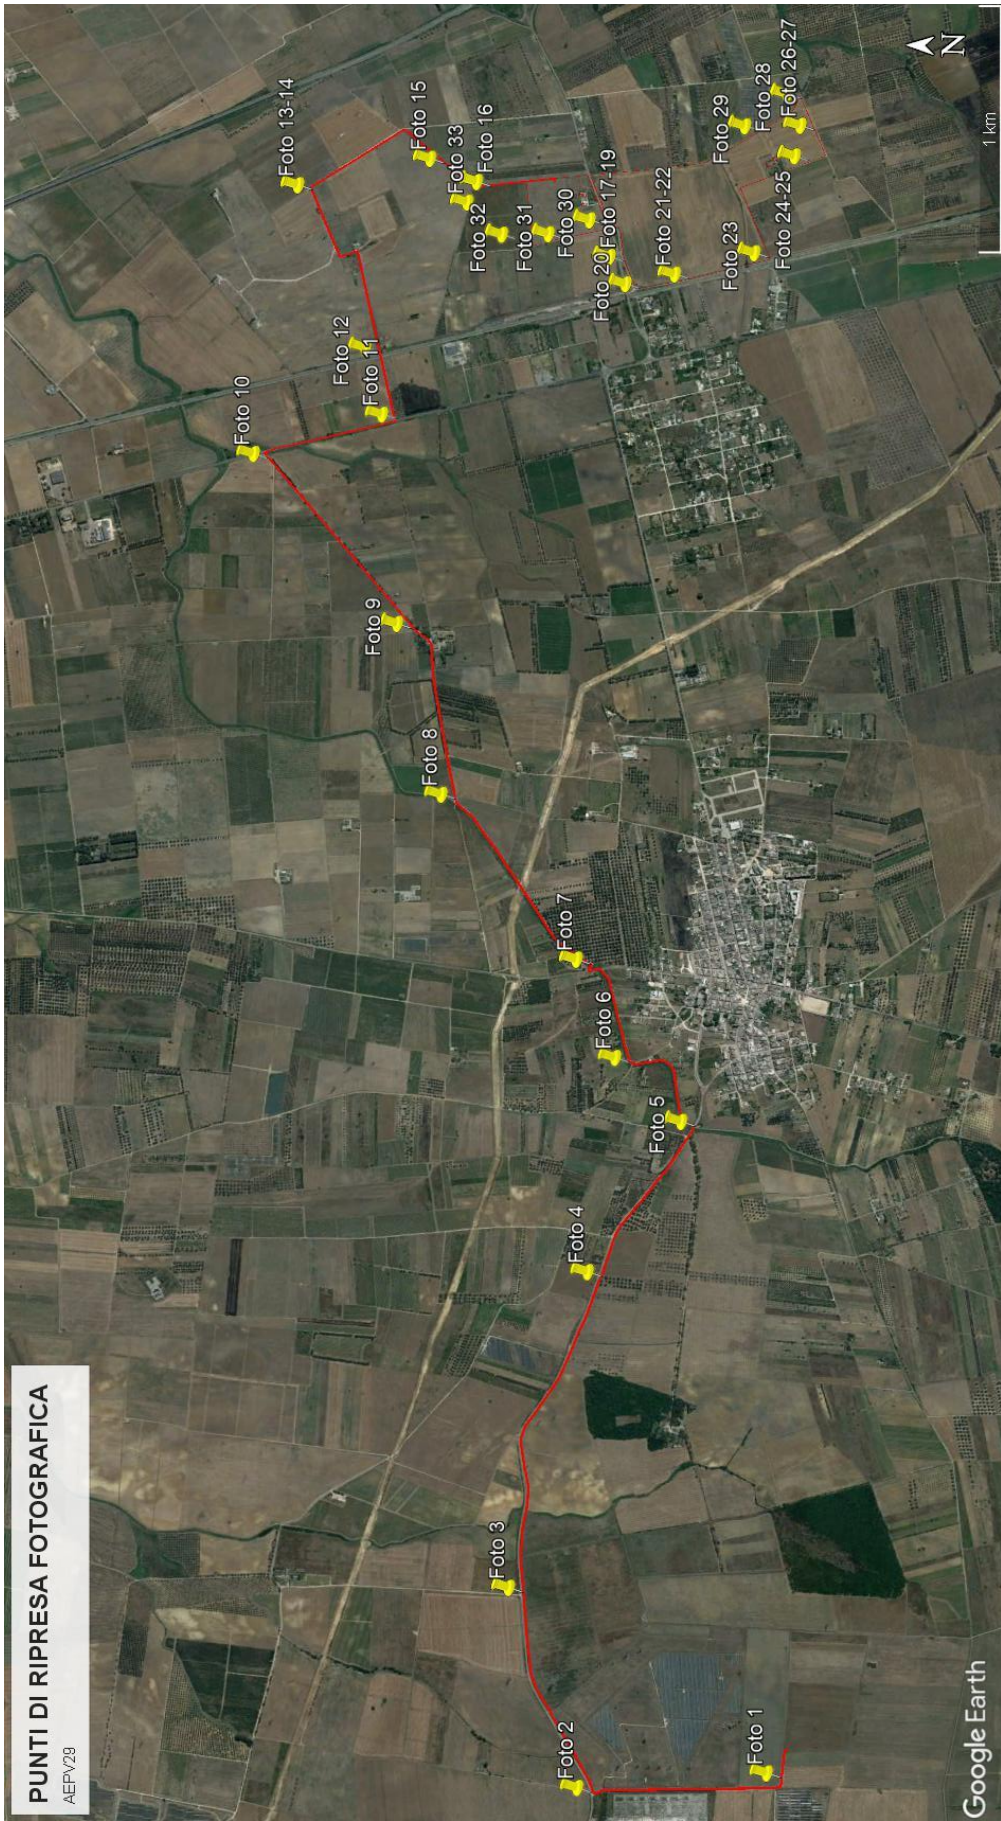 PUNTI DI RIPRESA FOTOGRAFICA
AEPV29
Foto 1
Foto 2
Foto 3
Foto 4
Foto 5
Foto 6
Foto 7
Foto 8
Foto 9
Foto 10
Foto 11
Foto 12
Foto 13-14
Foto 15
Foto 33
Foto 16
Foto 32
Foto 31
Foto 30
Foto 17-19
Foto 20
Foto 21-22
Foto 23
Foto 24-25
Foto 29
Foto 28
Foto 26-27
N
1 km
Google Earth